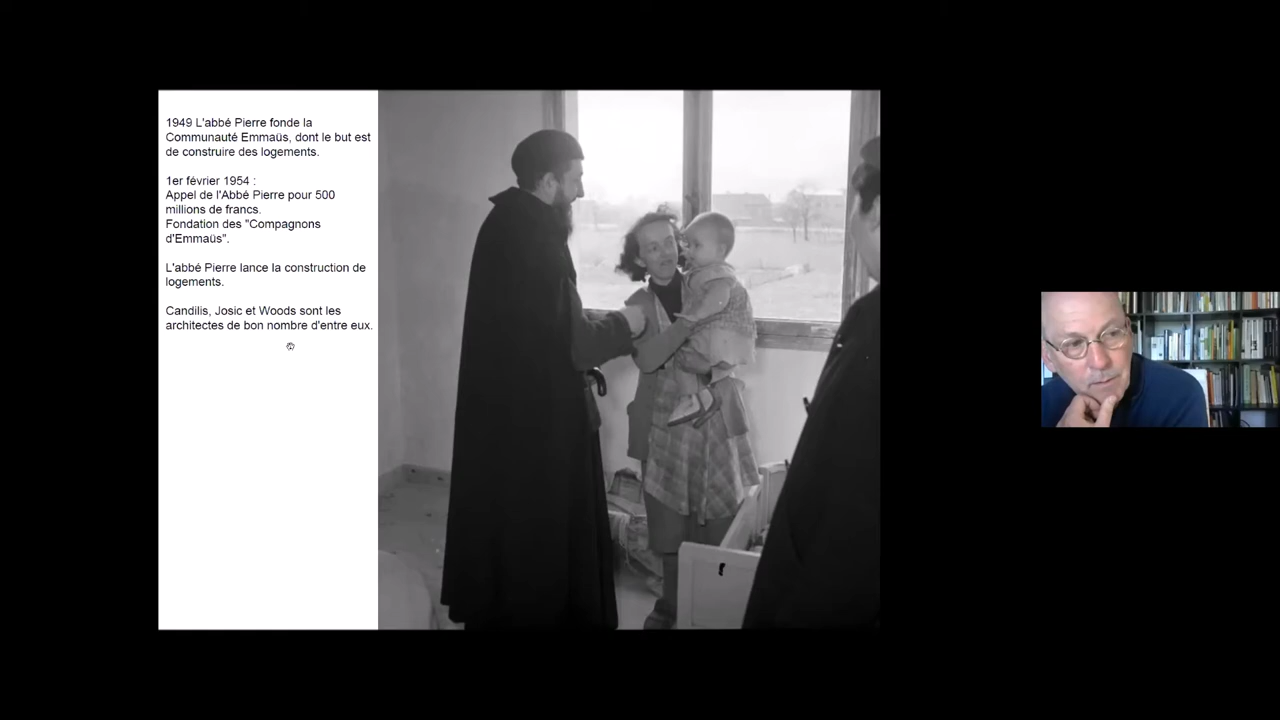 1949 L'abbé Pierre fonde la
Communauté Emmaüs, dont le but est
de construire des logements.
1er février 1954 :
Appel de l'Abbé Pierre pour 500
millions de francs.
Fondation des "Compagnons
d'Emmaüs".
L'abbé Pierre lance la construction de
logements.
Candilis, Josic et Woods sont les
architectes de bon nombre d'entre eux.